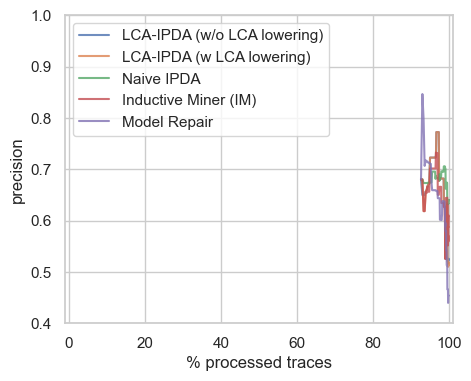 LCA-IPDA (w/o LCA lowering)
LCA-IPDA (w LCA lowering)
Naive IPDA
Inductive Miner (IM)
Model Repair
precision
1.0
0.9
0.8
0.7
0.6
0.5
0.4
0 20 40 60 80 100
% processed traces